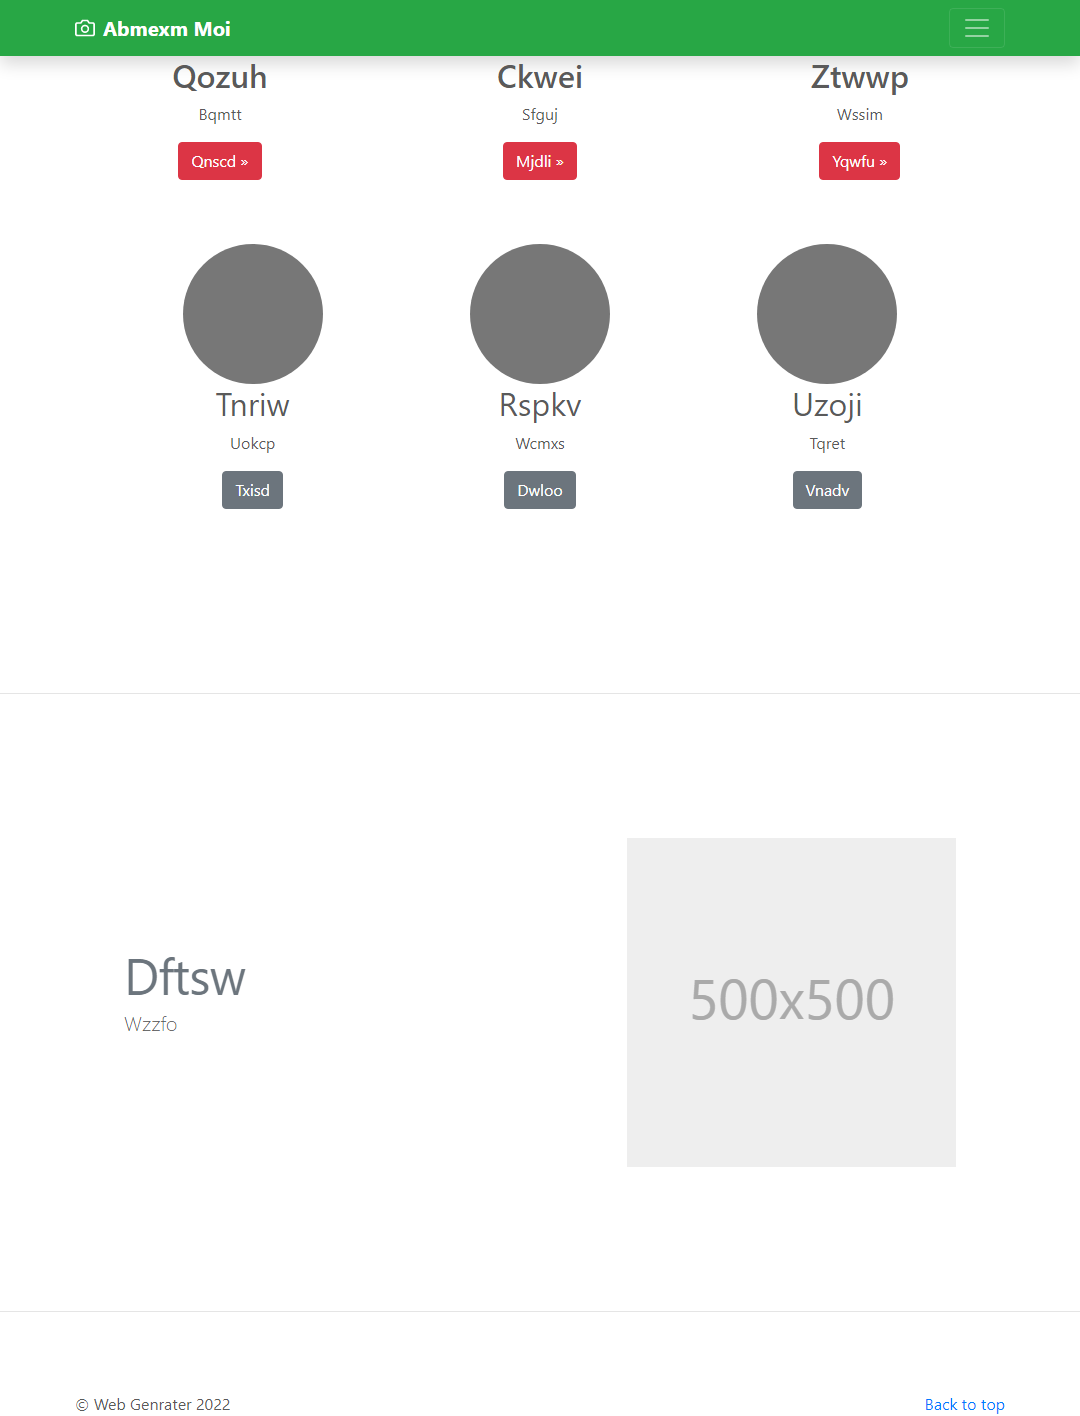 Abmexm Moi
Qozuh
Bqmtt
Qnscd »
Ckwei
Sfguj
Mjdli »
Ztwwp
Wssim
Yqwfu »
Tnriw
Uokcp
Txisd
Rspkv
Wcmxs
Dwloo
Uzoji
Tqret
Vnadv
Dftsw
Wzzfo
500x500
© Web Genrater 2022
Back to top